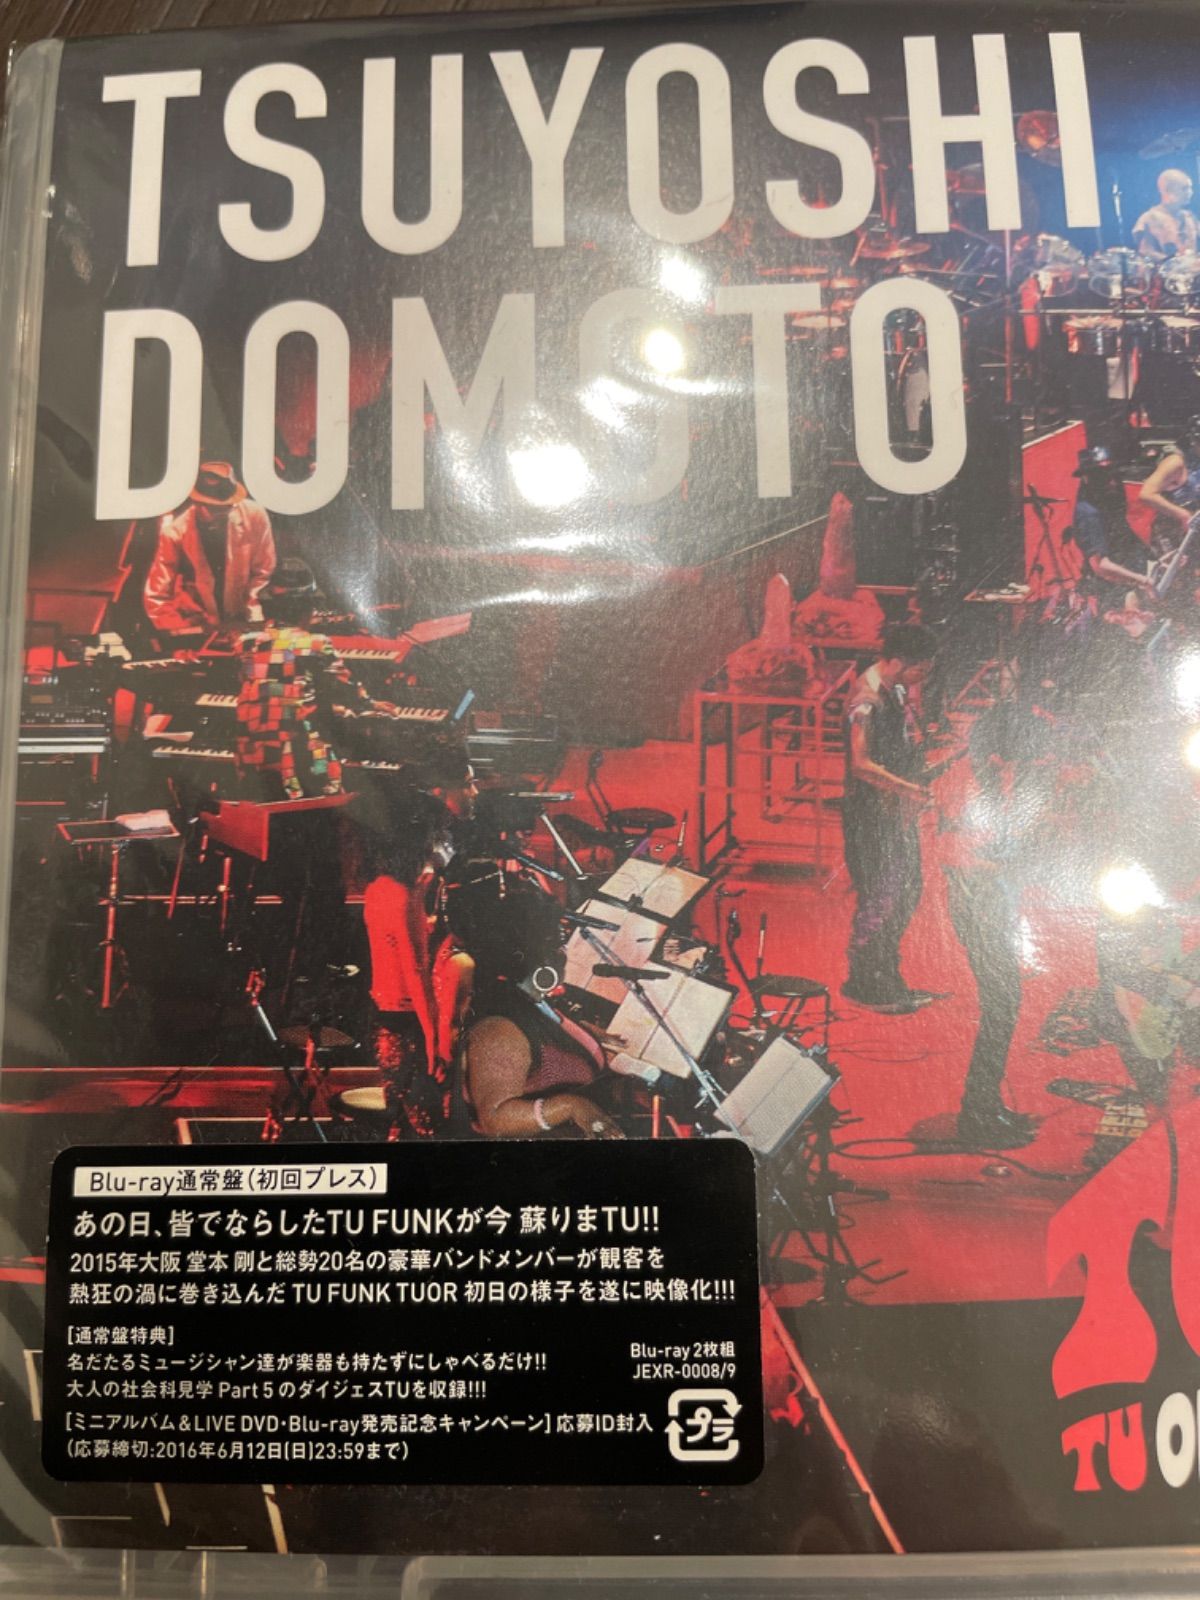 TSUYOSHI
DOMOTO
Blu-ray通常盤(初回プレス)
あの日、皆でならしたTU FUNKが今 蘇りまTU!!
2015年大阪 堂本 剛と総勢20名の豪華バンドメンバーが観客を
熱狂の渦に巻き込んだ TU FUNK TUOR 初日の様子を遂に映像化!!!
[通常盤特典]
名だたるミュージシャン達が楽器も持たずにしゃべるだけ!!
大人の社会科見学 Part 5 のダイジェスTUを収録!!!
Blu-ray 2枚組
JEXR-0008/9
[ミニアルバム&LIVE DVD・Blu-ray発売記念キャンペーン] 応募ID封入
(応募締切:2016年6月12日(日)23:59まで)
プラ
TU